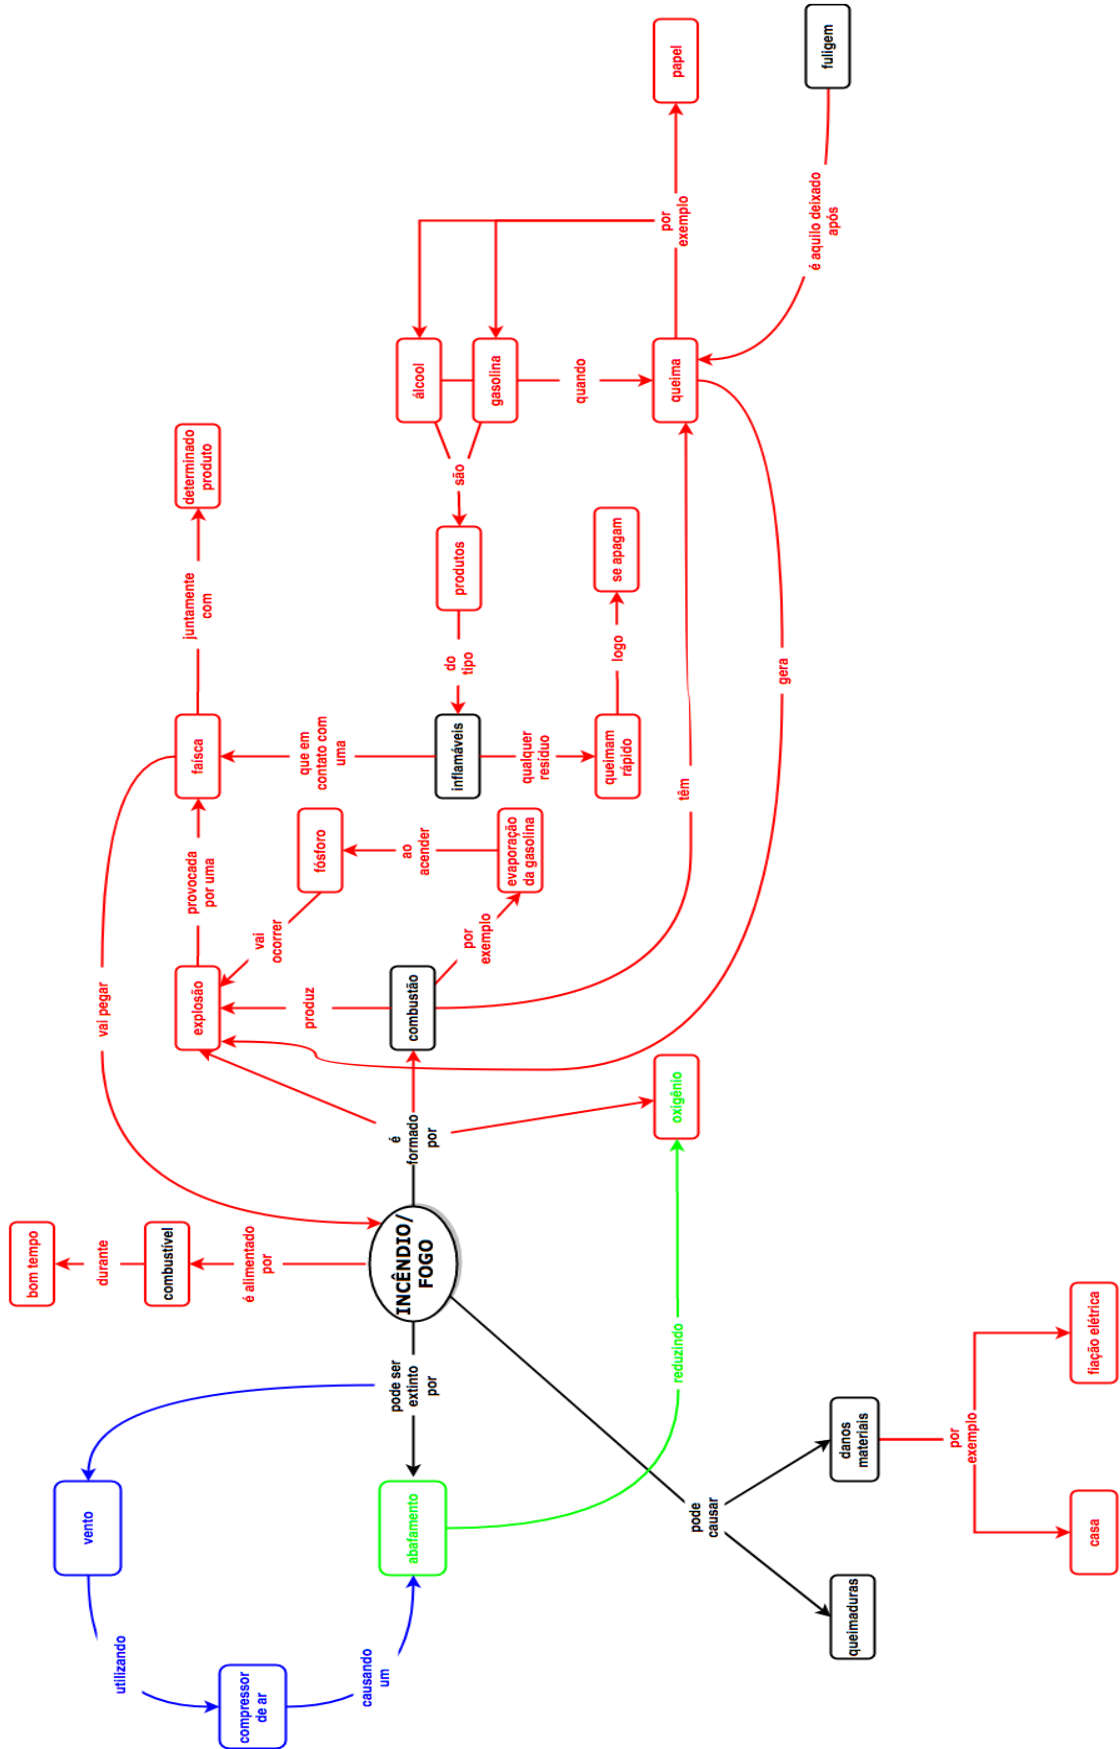 bom tempo
durante
combustível
é alimentado
por
INCÊNDIO/
FOGO
vai pegar
é
formado
por
explosão
provocada
por uma
faísca
juntamente
com
determinado
produto
produz
combustão
vai
ocorrer
fósforo
ao
acender
evaporação
da gasolina
por
exemplo
que em
contato com
uma
inflamáveis
do
tipo
produtos
são
álcool
gasolina
quando
queima
por
exemplo
papel
fuligem
é aquilo deixado
após
qualquer
resíduo
queimam
rápido
logo
se apagam
têm
gera
oxigênio
reduzindo
pode ser
extinto
por
vento
utilizando
compressor
de ar
causando
um
abafamento
pode
causar
queimaduras
danos
materiais
por
exemplo
casa
fiação elétrica